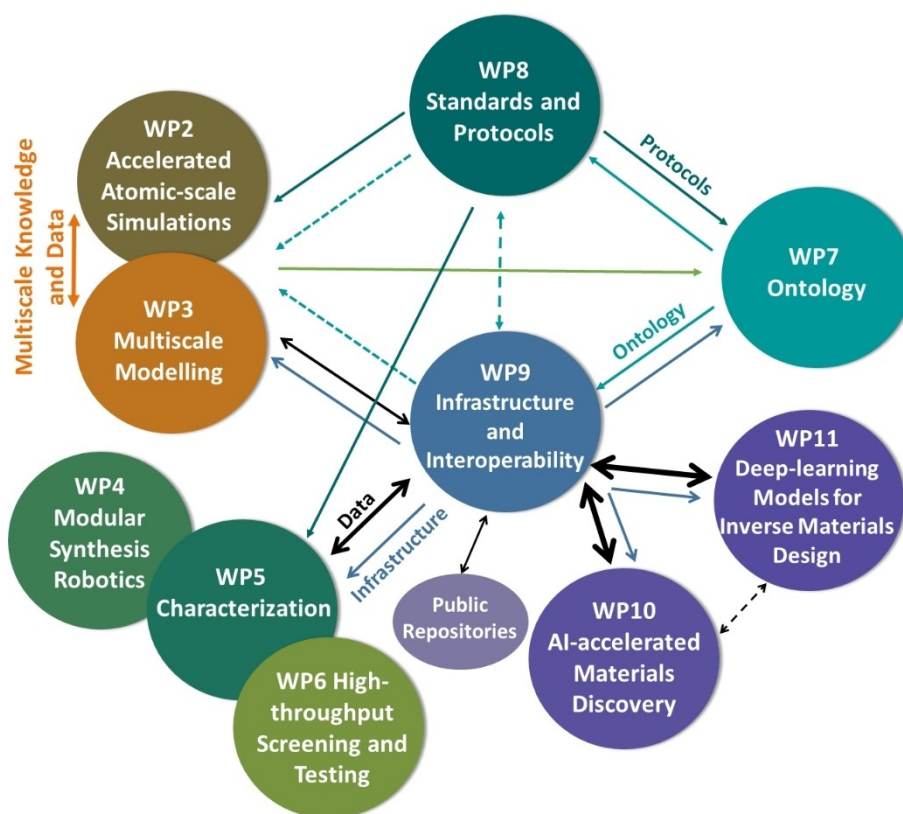 WP8
Standards and
Protocols
WP2
Accelerated
Atomic-scale
Simulations
Multiscale Knowledge
and Data
WP3
Multiscale
Modelling
Protocols
WP7
Ontology
Ontology
WP9
Infrastructure
and
Interoperability
WP11
Deep-learning
Models for
Inverse Materials
Design
WP4
Modular
Synthesis
Robotics
Data
Infrastructure
WP5
Characterization
Public
Repositories
WP10
AI-accelerated
Materials
Discovery
WP6 High-
throughput
Screening and
Testing